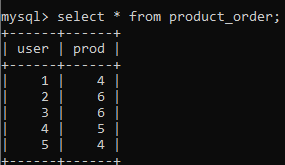 mysql> select * from product_order;
+------+------+
| user | prod |
+------+------+
|    1 |    4 |
|    2 |    6 |
|    3 |    6 |
|    4 |    5 |
|    5 |    4 |
+------+------+